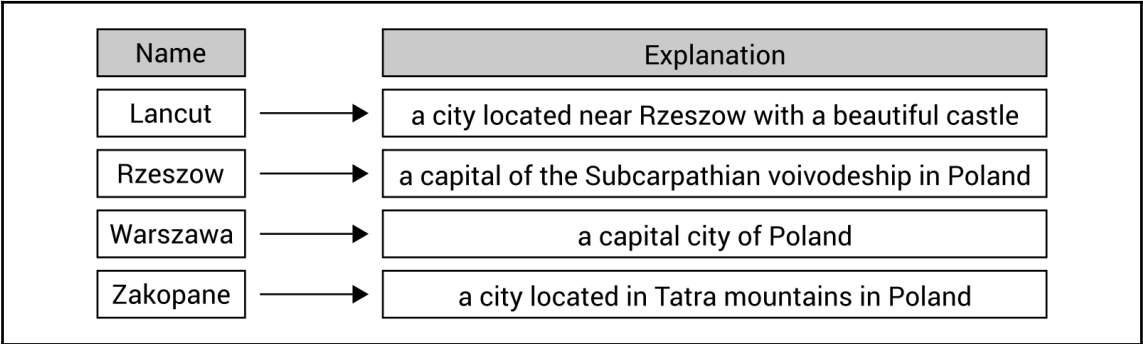 Name Explanation
Lancut a city located near Rzeszow with a beautiful castle
Rzeszow a capital of the Subcarpathian voivodeship in Poland
Warszawa a capital city of Poland
Zakopane a city located in Tatra mountains in Poland